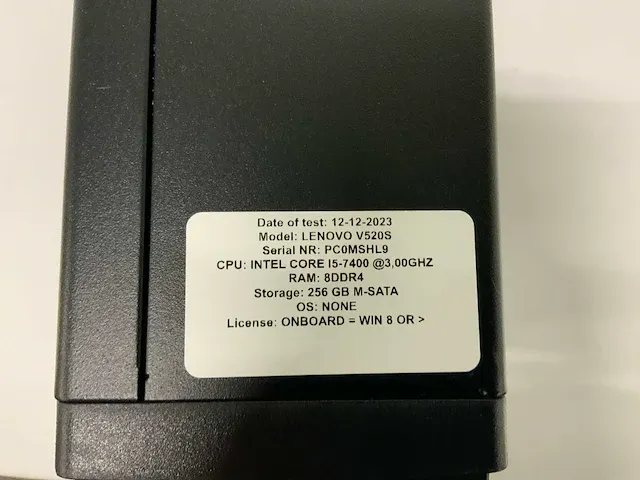 Date of test: 12-12-2023
Model: LENOVO V520S
Serial NR: PC0MSHL9
CPU: INTEL CORE I5-7400 @3,00GHZ
RAM: 8DDR4
Storage: 256 GB M-SATA
OS: NONE
License: ONBOARD = WIN 8 OR >